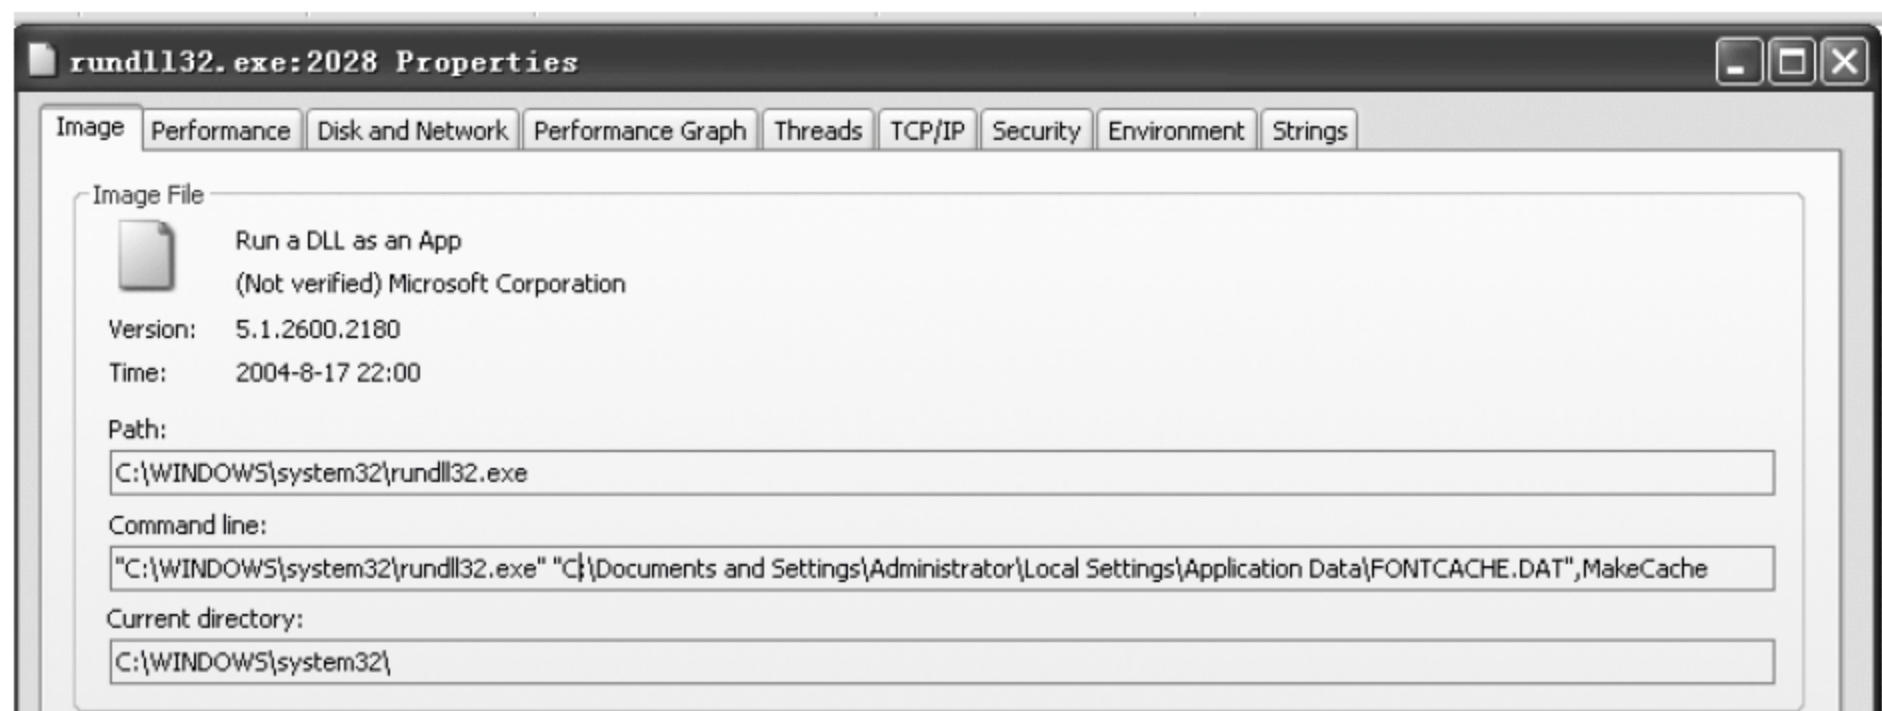 rundll32.exe:2028 Properties
Image Performance Disk and Network Performance Graph Threads TCP/IP Security Environment Strings
Image File
Run a DLL as an App
(Not verified) Microsoft Corporation
Version: 5.1.2600.2180
Time: 2004-8-17 22:00
Path:
C:\WINDOWS\system32\rundll32.exe
Command line:
"C:\WINDOWS\system32\rundll32.exe" "C:\Documents and Settings\Administrator\Local Settings\Application Data\FONTCACHE.DAT",MakeCache
Current directory:
C:\WINDOWS\system32\